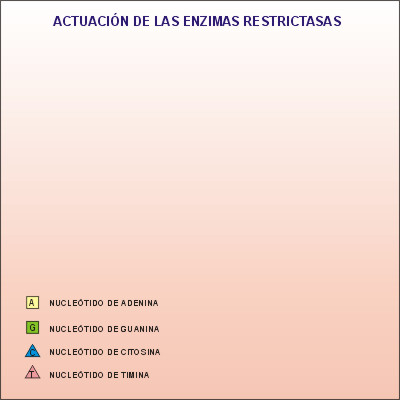 ACTUACIÓN DE LAS ENZIMAS RESTRICTASAS
A NUCLEÓTIDO DE ADENINA
G NUCLEÓTIDO DE GUANINA
C NUCLEÓTIDO DE CITOSINA
T NUCLEÓTIDO DE TIMINA